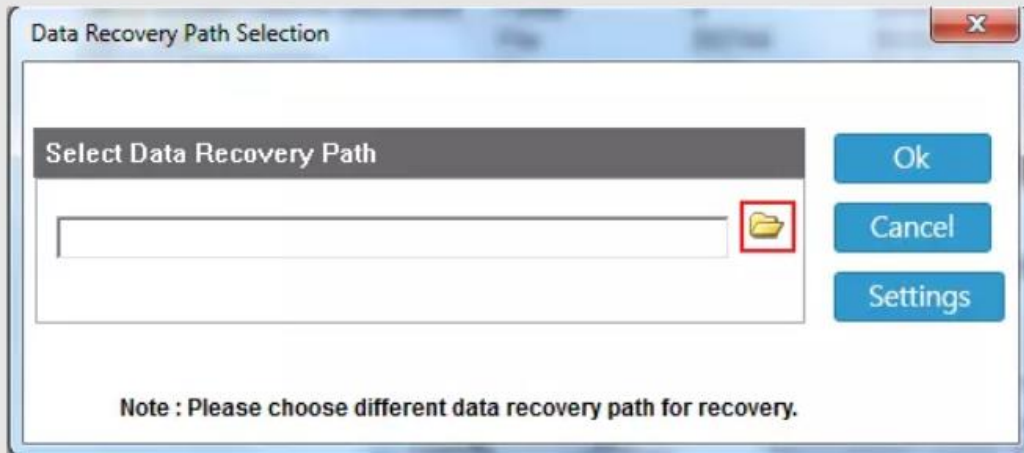 Data Recovery Path Selection
Select Data Recovery Path
Ok
Cancel
Settings
Note : Please choose different data recovery path for recovery.